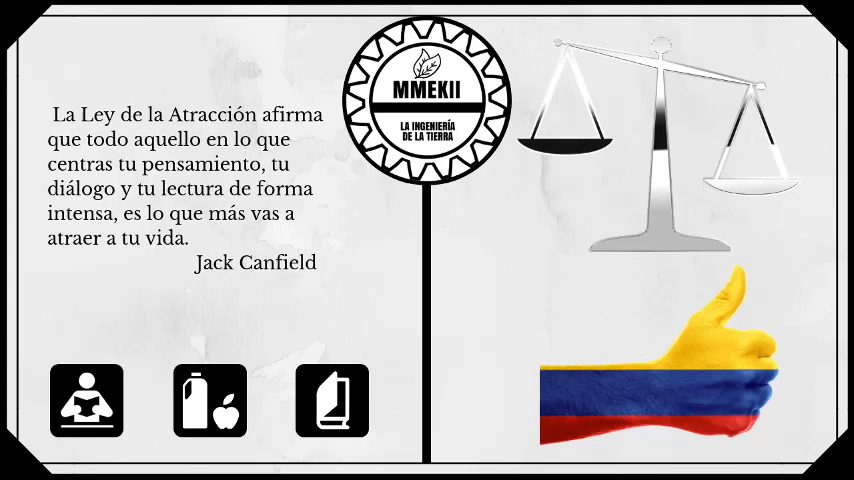 La Ley de la Atracción afirma
que todo aquello en lo que
centras tu pensamiento, tu
diálogo y tu lectura de forma
intensa, es lo que más vas a
atraer a tu vida.
Jack Canfield
MMEKII
LA INGENIERÍA
DE LA TIERRA